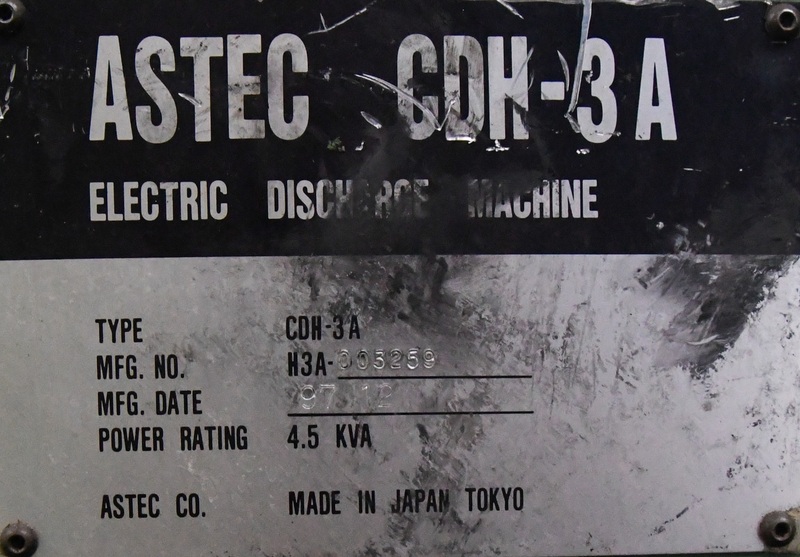 ASTEC CDH-3A
ELECTRIC DISCHARGE MACHINE
TYPE CDH-3A
MFG. NO. H3A-005259
MFG. DATE 97.12
POWER RATING 4.5 KVA
ASTEC CO. MADE IN JAPAN TOKYO